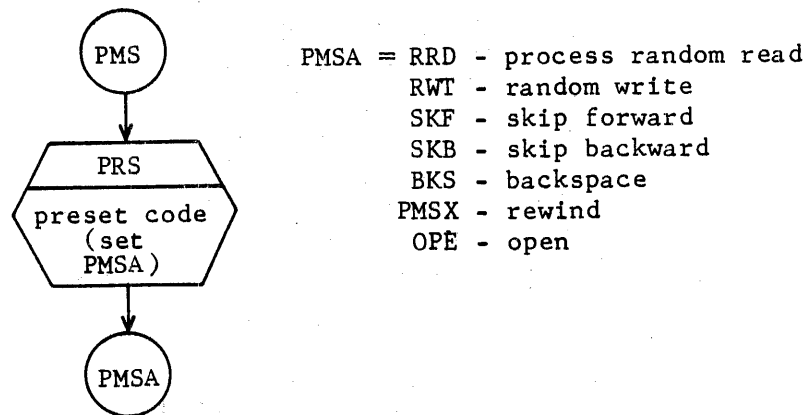 PMS
PRS
preset code
(set
PMSA)
PMSA
PMSA = RRD - process random read
RWT - random write
SKF - skip forward
SKB - skip backward
BKS - backspace
PMSX - rewind
OPE - open